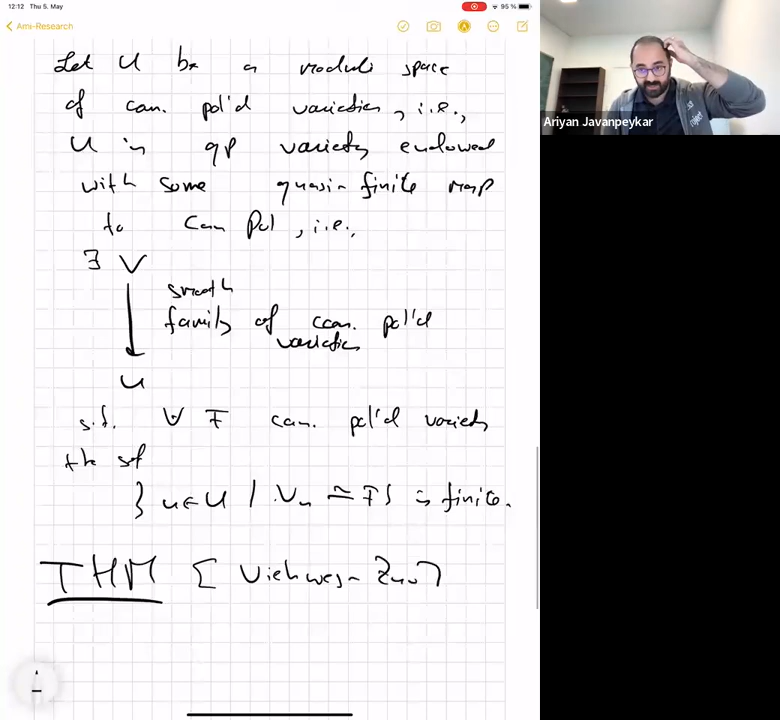 12:12 Thu 5. May
95 %
Ami-Research
Ariyan Javanpeykar
Let U be a moduli space
of can. pol'd varieties, i.e.,
U is qp variety endowed
with some quasi-finite map
to CanPol, i.e.,
∃ V
smooth
family of can. pol'd
varieties
U
s.t. ∀ F can. pol'd variety
the set
{ u ∈ U | V_u ≅ F } is finite.
THM [Viehweg-Zuo]